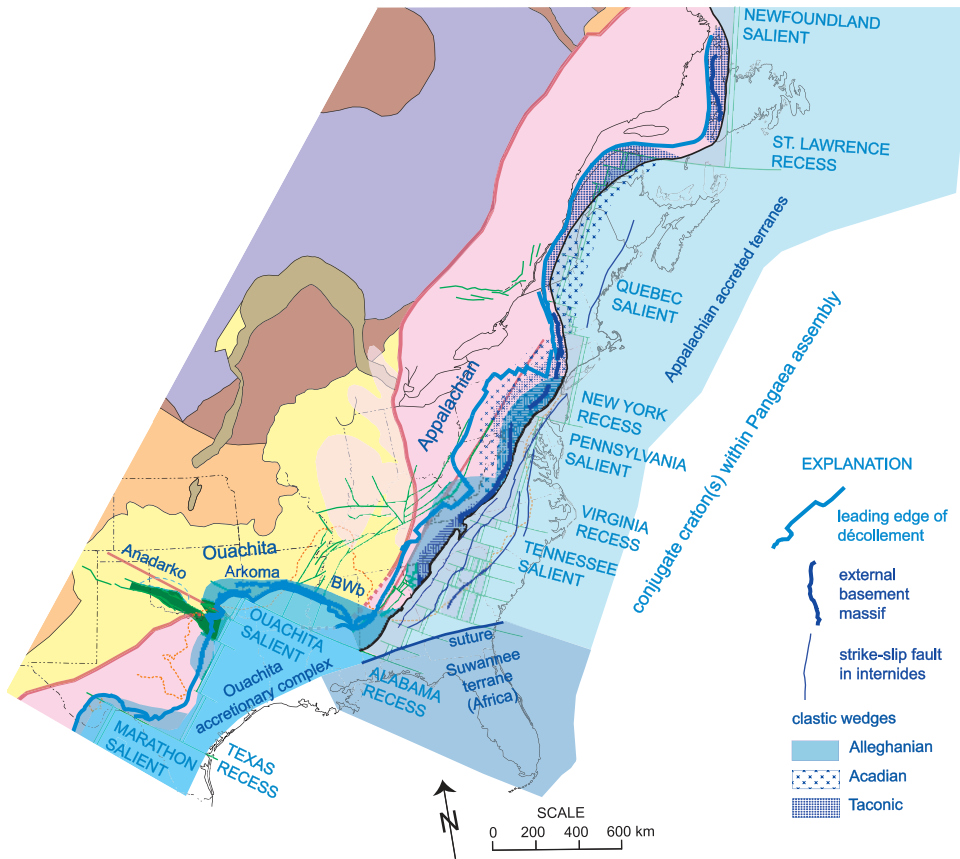 NEWFOUNDLAND
SALIENT
ST. LAWRENCE
RECESS
Appalachian accreted terranes
QUEBEC
SALIENT
conjugate craton(s) within Pangaea assembly
Appalachian
NEW YORK
RECESS
PENNSYLVANIA
SALIENT
VIRGINIA
RECESS
TENNESSEE
SALIENT
Ouachita
Anadarko
Arkoma
BWb
OUACHITA
SALIENT
Ouachita
accretionary complex
suture
Suwannee
terrane
(Africa)
ALABAMA
RECESS
MARATHON
SALIENT
TEXAS
RECESS
EXPLANATION
leading edge of
décollement
external
basement
massif
strike-slip fault
in internides
clastic wedges
Alleghanian
Acadian
Taconic
N
SCALE
0 200 400 600 km